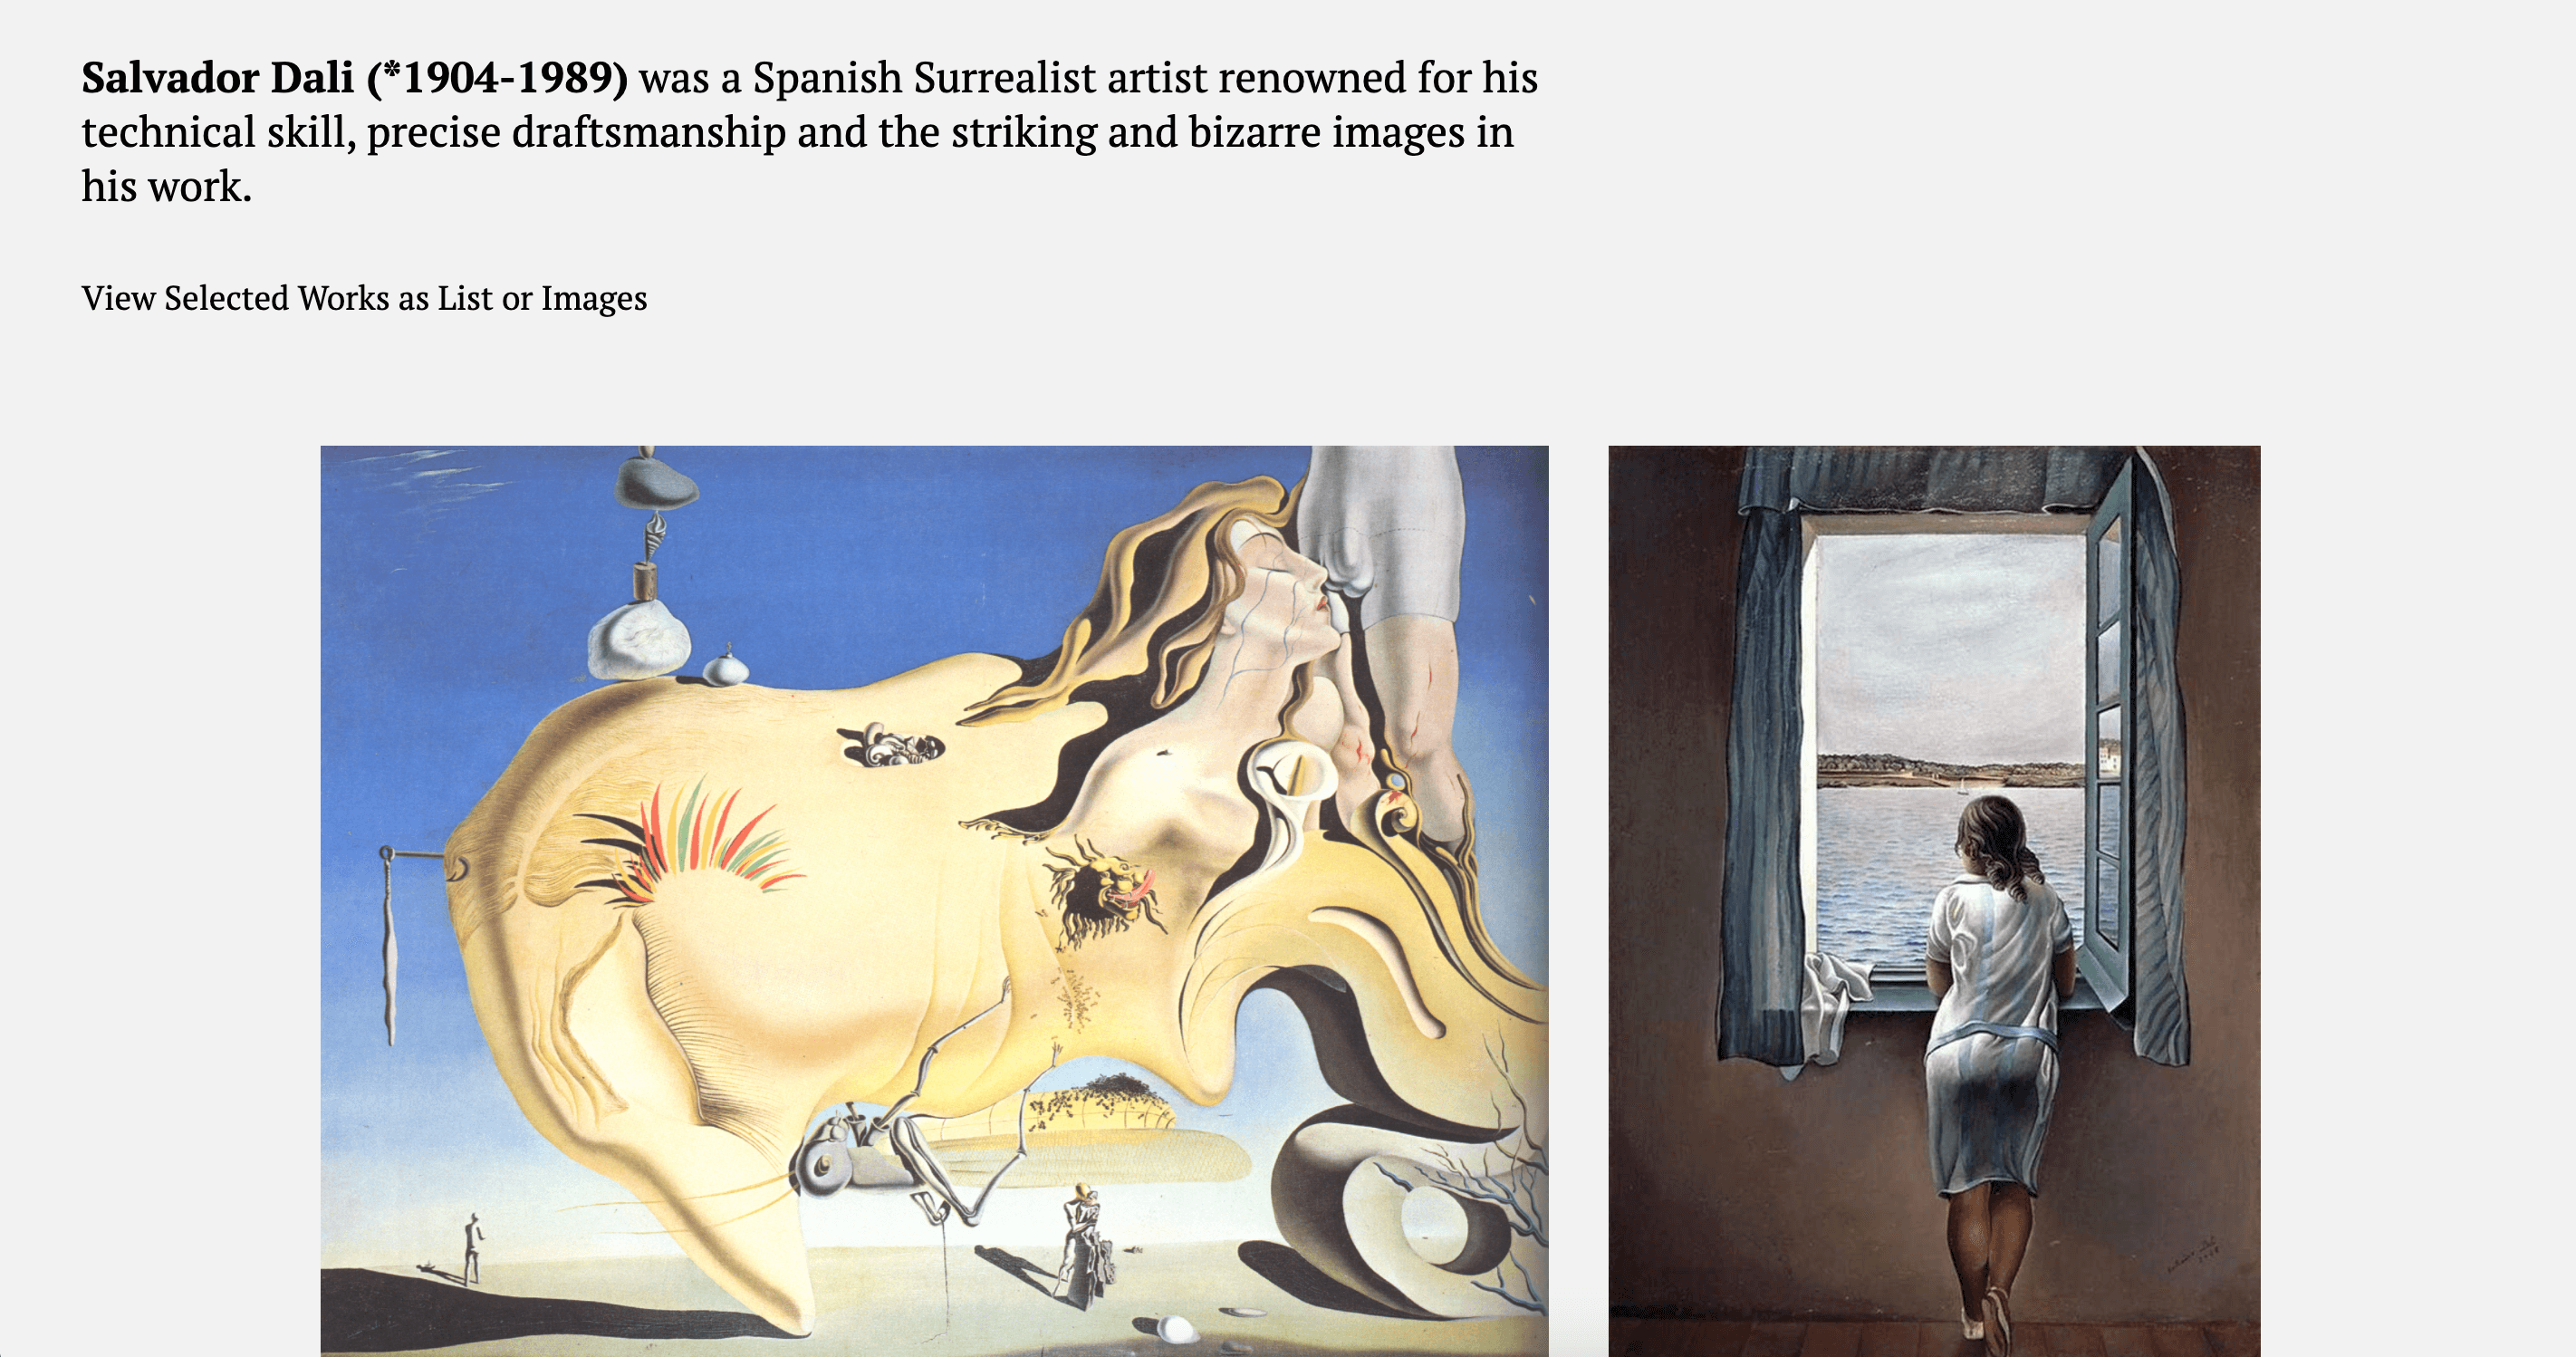 Salvador Dali (*1904-1989) was a Spanish Surrealist artist renowned for his
technical skill, precise draftsmanship and the striking and bizarre images in
his work.
View Selected Works as List or Images